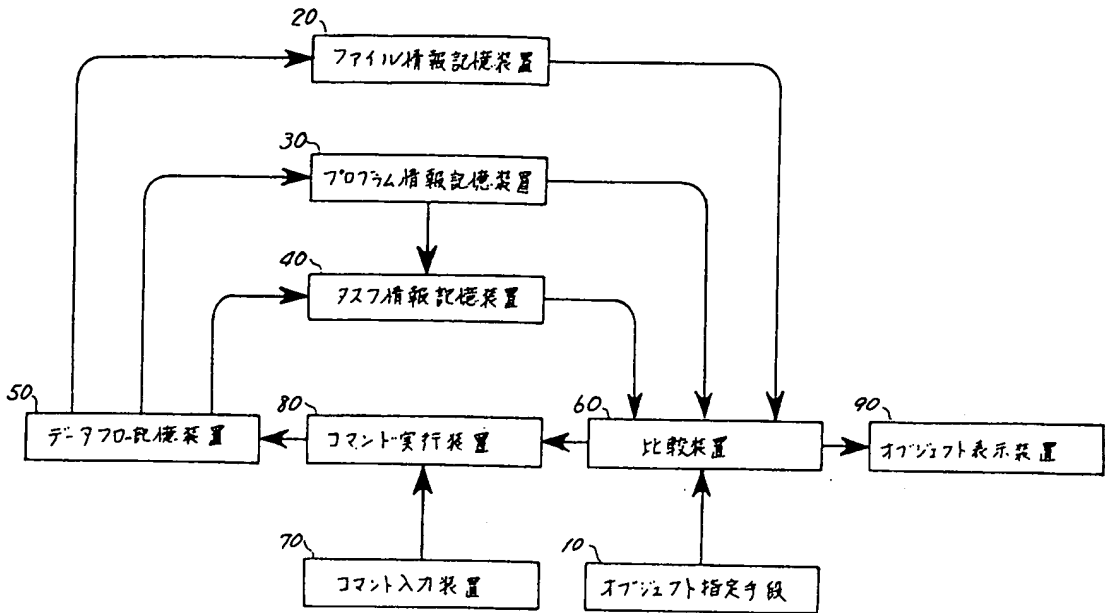 20
ファイル情報記憶装置
30
プログラム情報記憶装置
40
タスク情報記憶装置
50
データフロー記憶装置
80
コマンド実行装置
60
比較装置
90
オブジェクト表示装置
70
コマント入力装置
10
オブジェクト指定手段